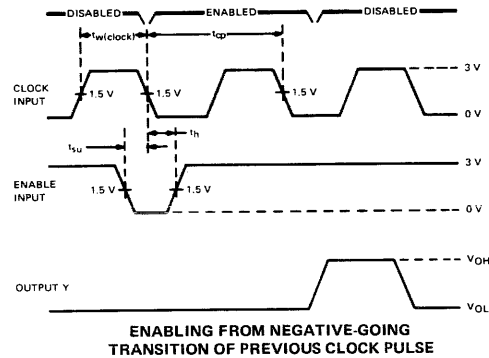 DISABLED ENABLED DISABLED
tw(clock) tcp
CLOCK INPUT 1.5 V 1.5 V 1.5 V 3 V 0 V
tsu th
ENABLE INPUT 1.5 V 1.5 V 3 V 0 V
OUTPUT Y VOH VOL
ENABLING FROM NEGATIVE-GOING
TRANSITION OF PREVIOUS CLOCK PULSE